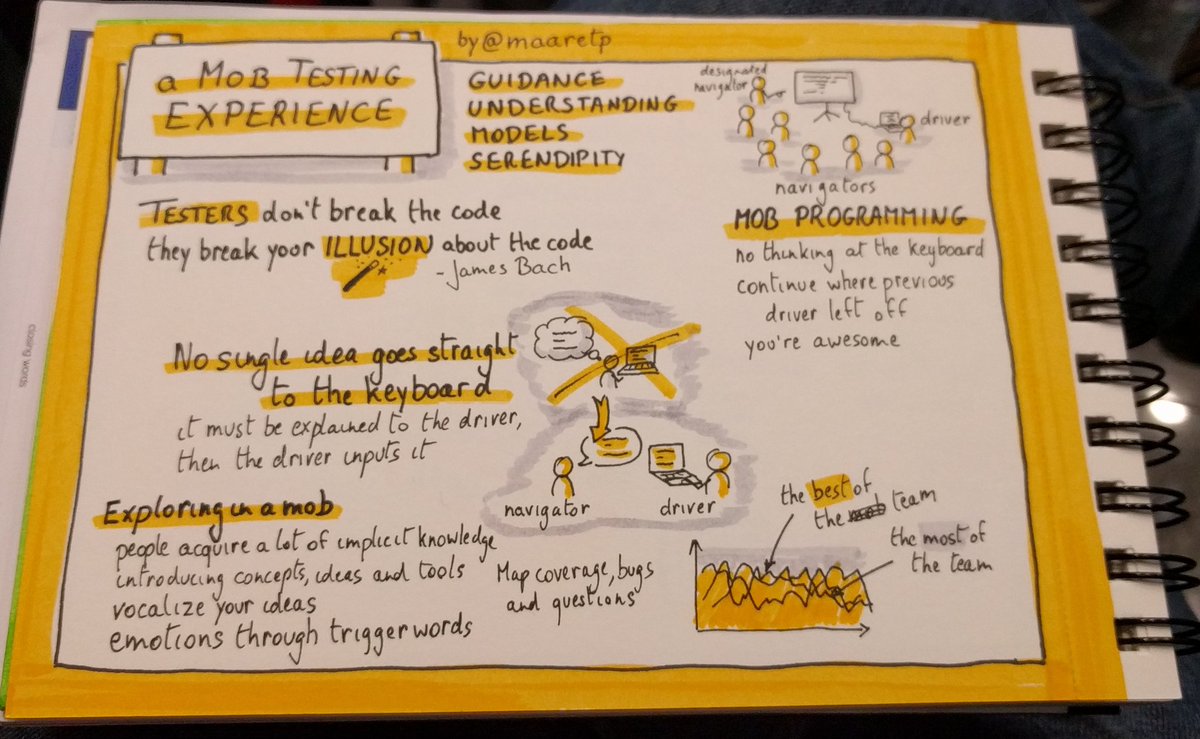 a MOB TESTING
EXPERIENCE
by @maaretp
GUIDANCE
UNDERSTANDING
MODELS
SERENDIPITY
designated
navigator
driver
navigators
MOB PROGRAMMING
no thinking at the keyboard
continue where previous
driver left off
you're awesome
TESTERS don't break the code
they break your ILLUSION about the code
- James Bach
No single idea goes straight
to the keyboard
it must be explained to the driver,
then the driver inputs it
navigator
driver
Exploring in a mob
people acquire a lot of implicit knowledge
introducing concepts, ideas and tools
vocalize your ideas
emotions through trigger words
Map coverage, bugs
and questions
the best of
the team
the most of
the team
closing words